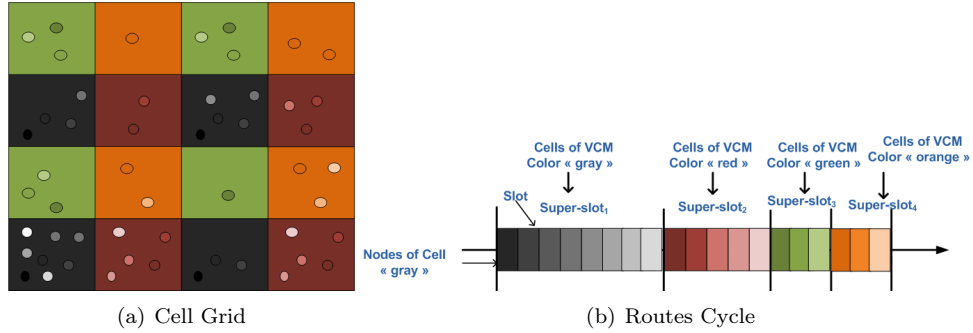 Cells of VCM
Color « gray »
Cells of VCM
Color « red »
Cells of VCM
Color « green »
Cells of VCM
Color « orange »
Slot
Super-slot₁
Super-slot₂
Super-slot₃
Super-slot₄
Nodes of Cell
« gray »
(a) Cell Grid
(b) Routes Cycle